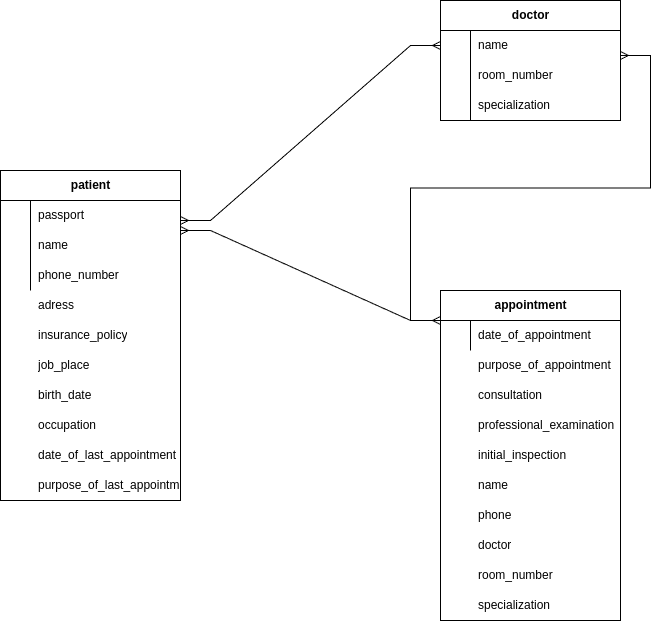 doctor
name
room_number
specialization
patient
passport
name
phone_number
adress
insurance_policy
job_place
birth_date
occupation
date_of_last_appointment
purpose_of_last_appointm
appointment
date_of_appointment
purpose_of_appointment
consultation
professional_examination
initial_inspection
name
phone
doctor
room_number
specialization